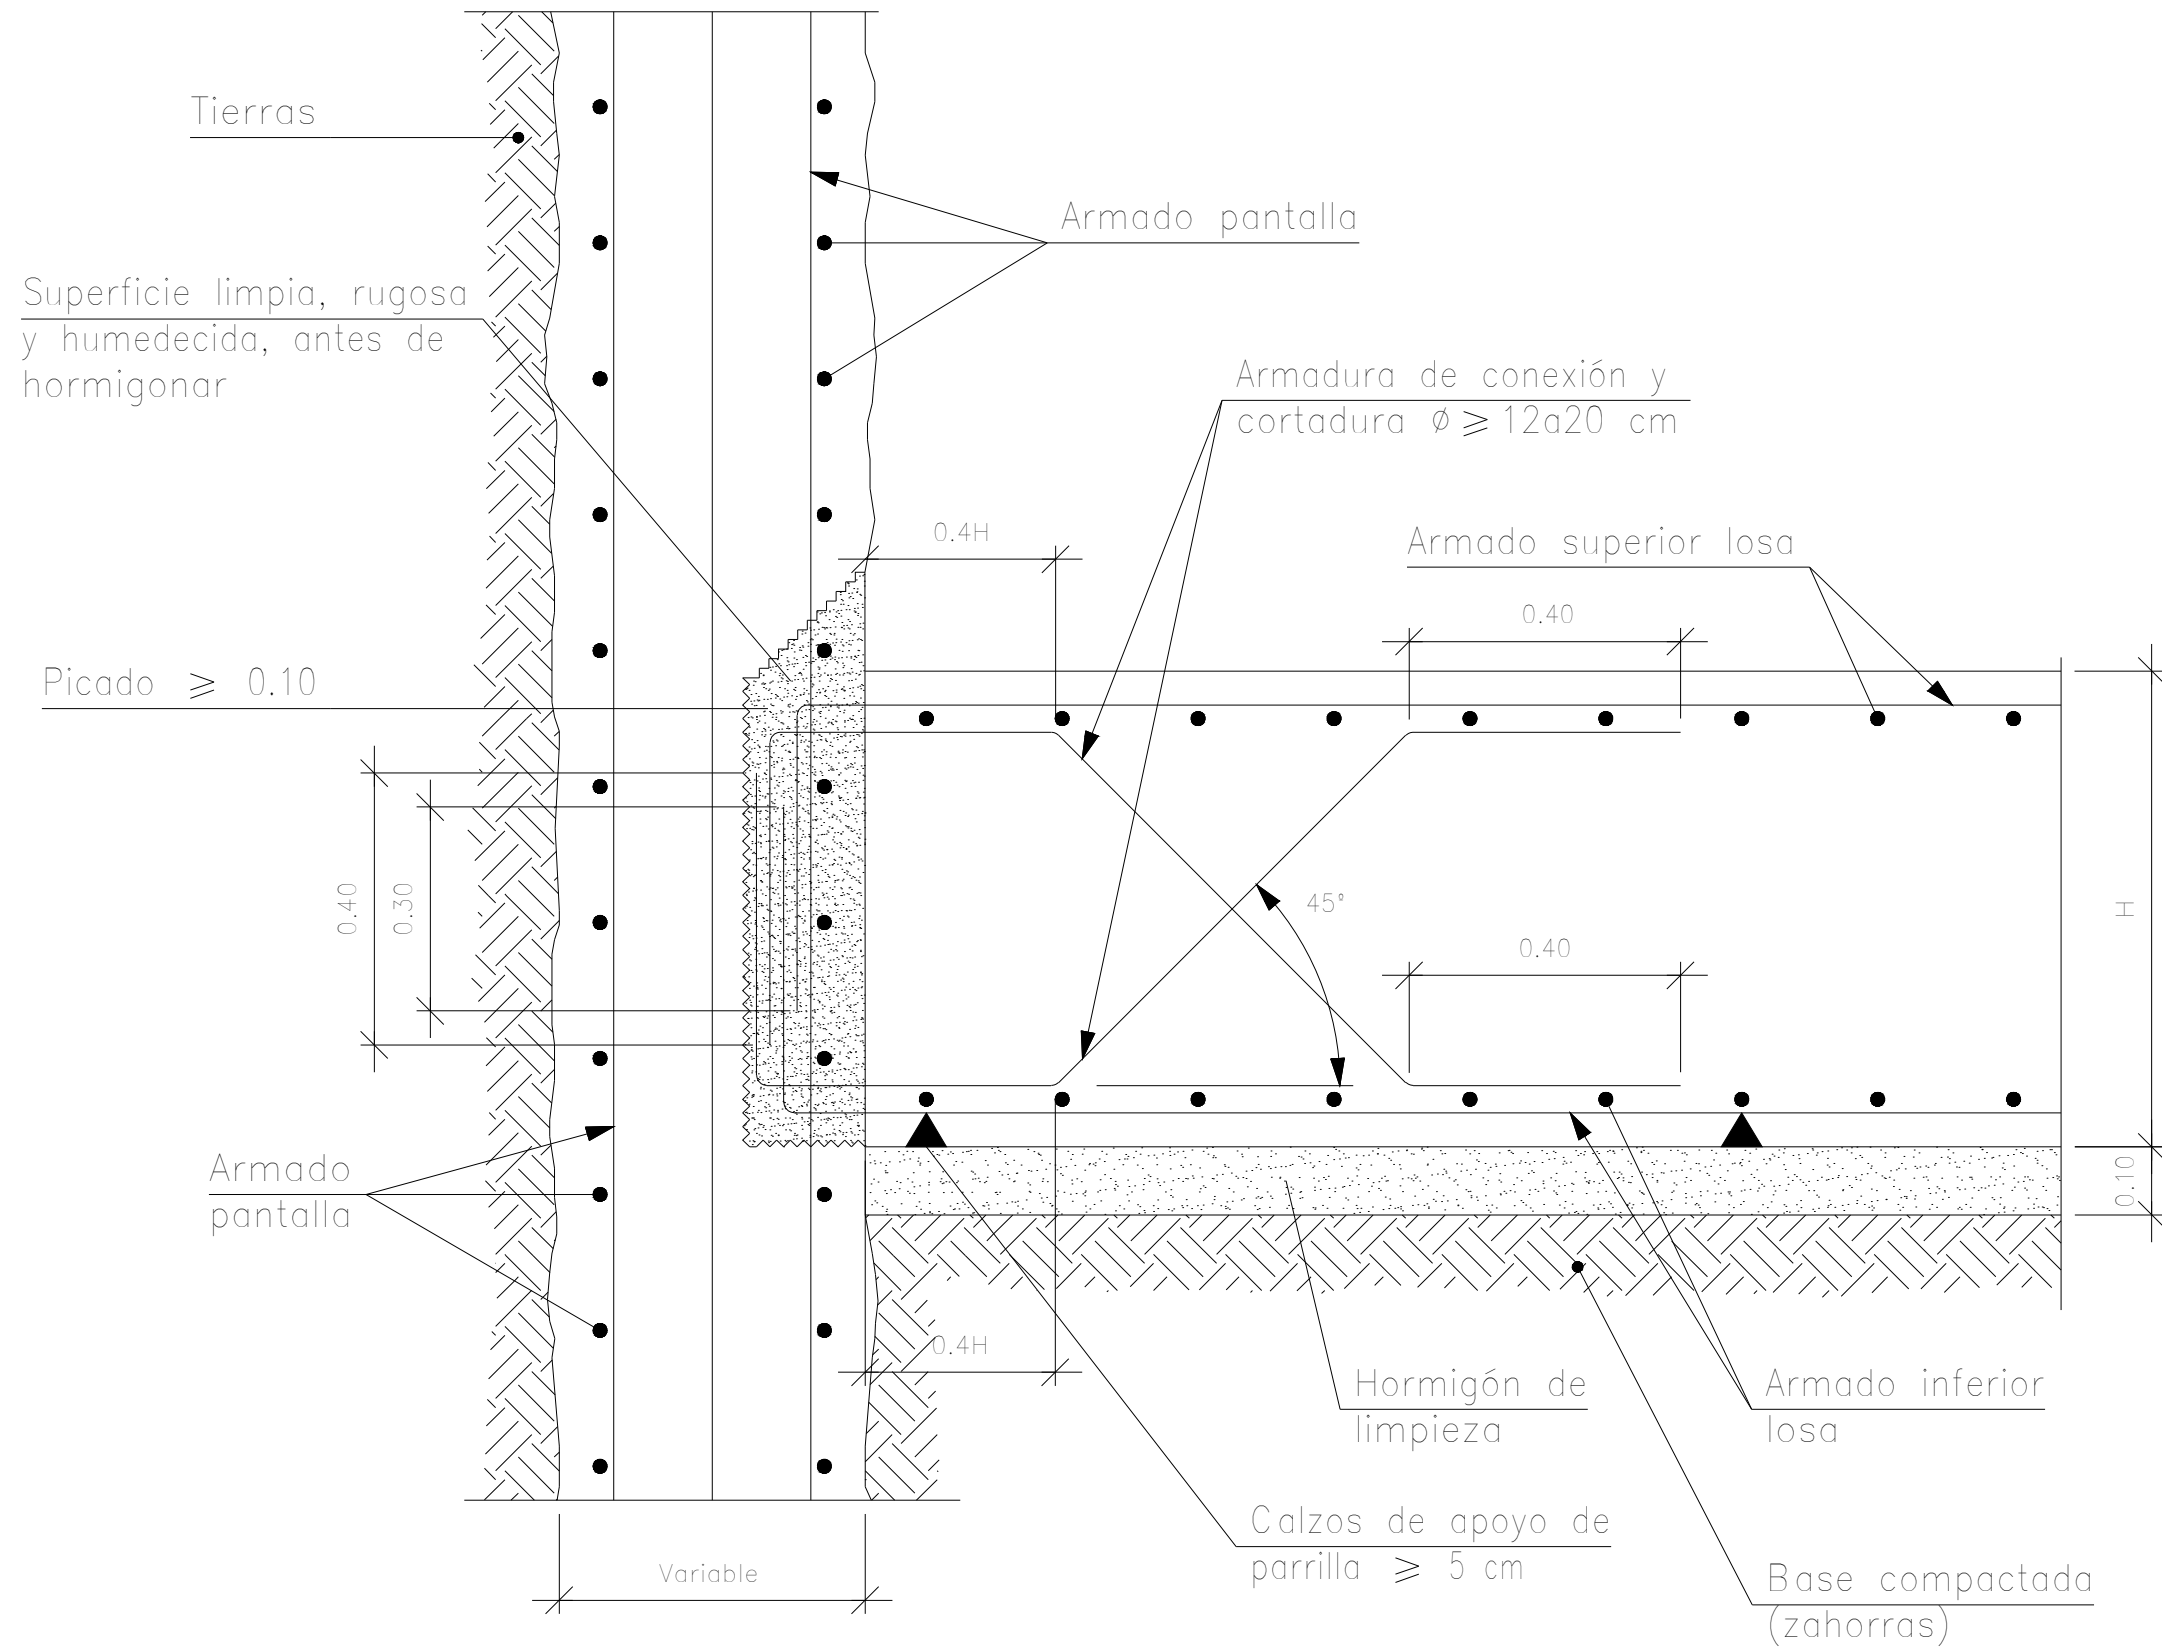 Tierras
Armado pantalla
Superficie limpia, rugosa
y humedecida, antes de
hormigonar
Armadura de conexión y
cortadura ø ≥ 12a20 cm
0.4H
Armado superior losa
0.40
Picado ≥ 0.10
0.40
0.30
45°
H
0.40
Armado
pantalla
0.10
0.4H
Hormigón de
limpieza
Armado inferior
losa
Calzos de apoyo de
parrilla ≥ 5 cm
Variable
Base compactada
(zahorras)